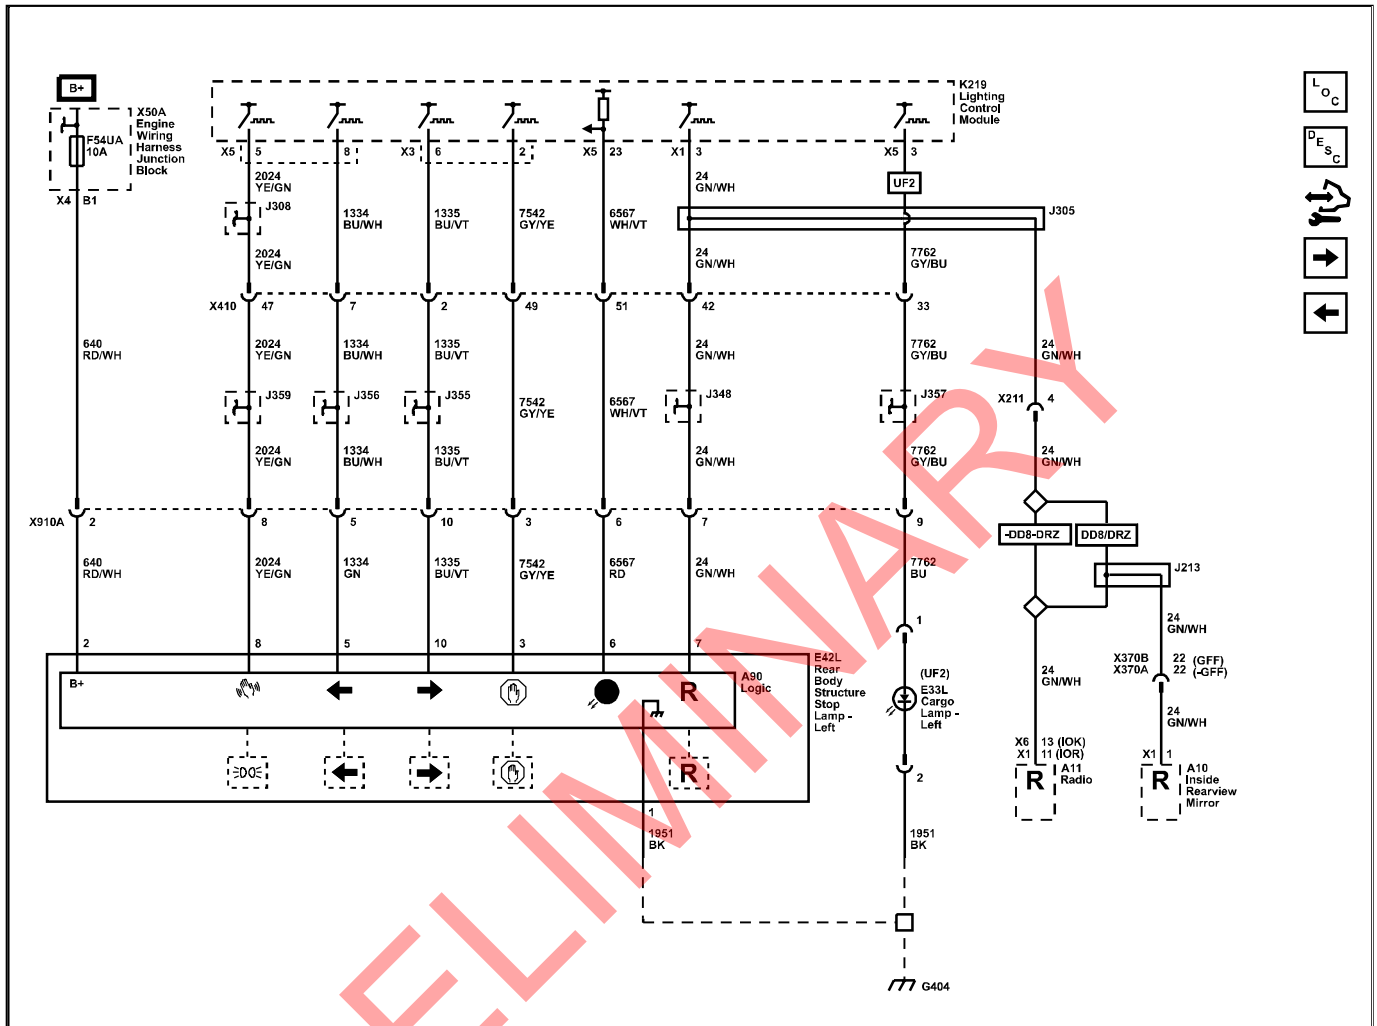 B+
X50A
Engine
Wiring
Harness
Junction
Block
F54UA
10A
X4 B1
K219
Lighting
Control
Module
X5 5 8 X3 6 2 X5 23 X1 3 X5 3
2024
YE/GN
24
GN/WH
UF2
J308
1334
BU/WH
1335
BU/VT
7542
GY/YE
6567
WH/VT
J305
2024
YE/GN
24
GN/WH
7762
GY/BU
X410 47 7 2 49 51 42 33
640
RD/WH
2024
YE/GN
1334
BU/WH
1335
BU/VT
24
GN/WH
7762
GY/BU
24
GN/WH
J359 J356 J355 J348 J357
7542
GY/YE
6567
WH/VT
X211 4
2024
YE/GN
1334
BU/WH
1335
BU/VT
24
GN/WH
7762
GY/BU
24
GN/WH
X910A 2 8 5 10 3 6 7 9
-DD8-DRZ DD8/DRZ
640
RD/WH
2024
YE/GN
1334
GN
1335
BU/VT
7542
GY/YE
6567
RD
24
GN/WH
7762
BU
J213
24
GN/WH
2 8 5 10 3 6 7 1
E42L
Rear
Body
Structure
Stop
Lamp -
Left
B+
R
A90
Logic
(UF2)
E33L
Cargo
Lamp -
Left
24
GN/WH
X370B 22 (GFF)
X370A 22 (-GFF)
24
GN/WH
R
X6 13 (IOK)
X1 11 (IOR)
R
A11
Radio
X1 1
R
A10
Inside
Rearview
Mirror
2
1
1951
BK
1951
BK
G404
LOC
DESC
ELIMINARY